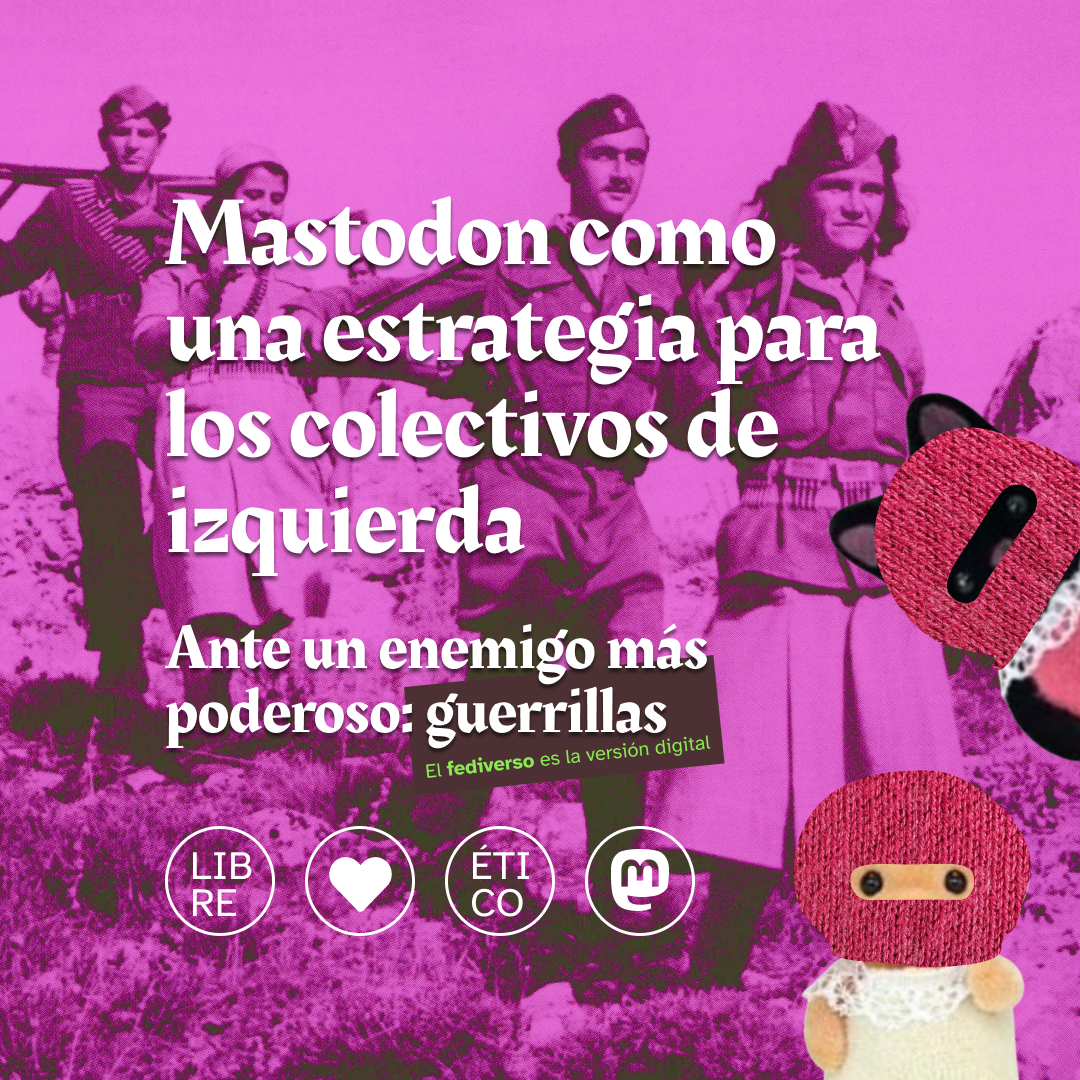 Mastodon como
una estrategia para
los colectivos de
izquierda
Ante un enemigo más
poderoso: guerrillas
El fediverso es la versión digital
LIB
RE
ÉTI
CO
m